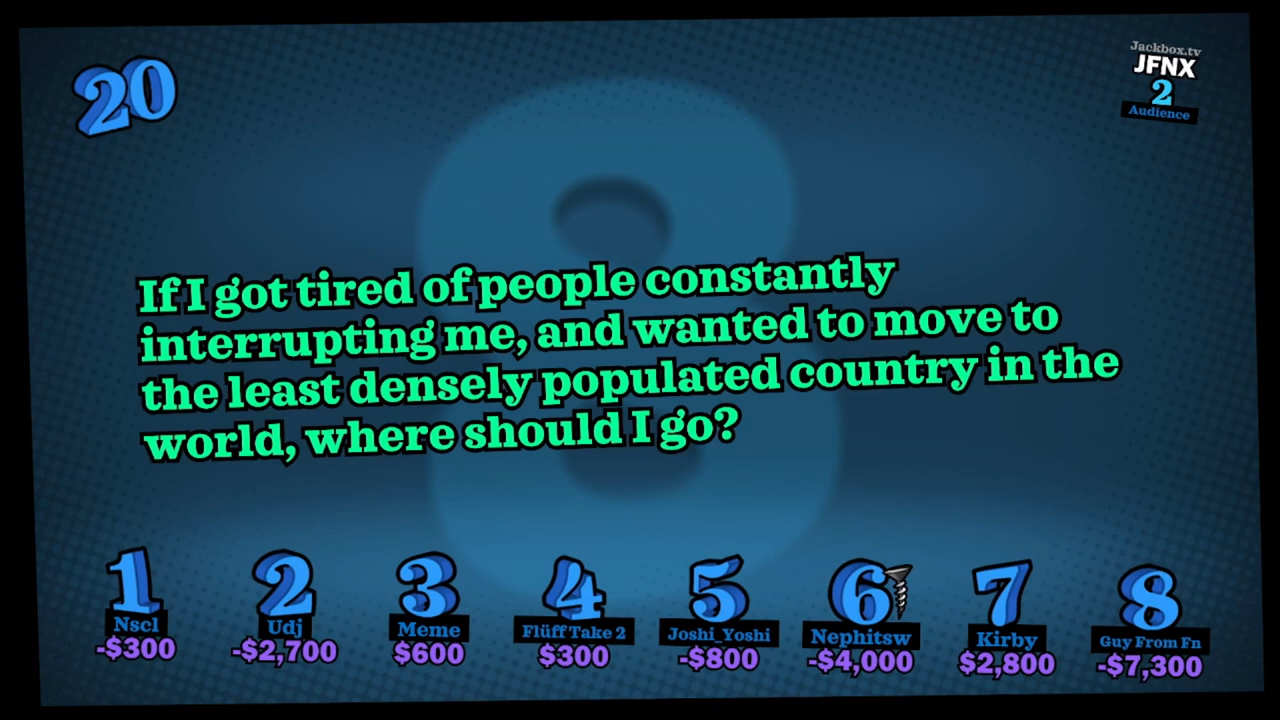 20
Jackbox.tv
JFNX
2
Audience
If I got tired of people constantly
interrupting me, and wanted to move to
the least densely populated country in the
world, where should I go?
8
1 2 3 4 5 6 7 8
Nscl Udj Meme Flüff Take 2 Joshi_Yoshi Nephitsw Kirby Guy From Fn
-$300 -$2,700 $600 $300 -$800 -$4,000 $2,800 -$7,300